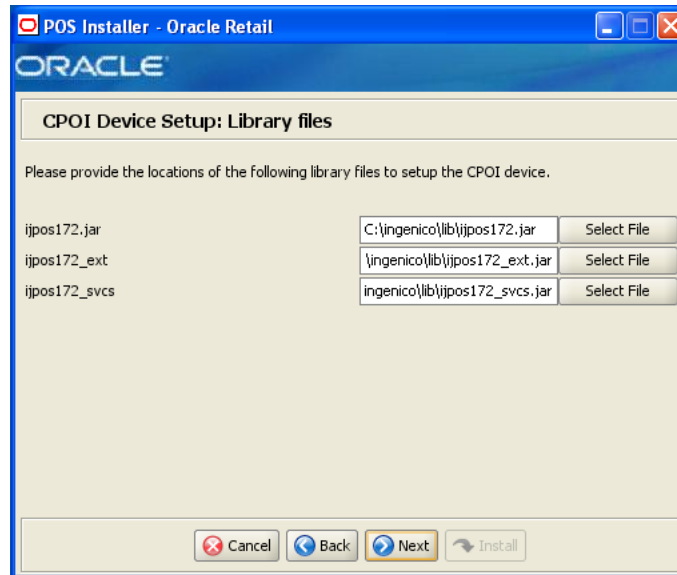 POS Installer - Oracle Retail
ORACLE
CPOI Device Setup: Library files
Please provide the locations of the following library files to setup the CPOI device.
ijpos172.jar C:\ingenico\lib\ijpos172.jar Select File
ijpos172_ext \ingenico\lib\ijpos172_ext.jar Select File
ijpos172_svcs ingenico\lib\ijpos172_svcs.jar Select File
Cancel Back Next Install